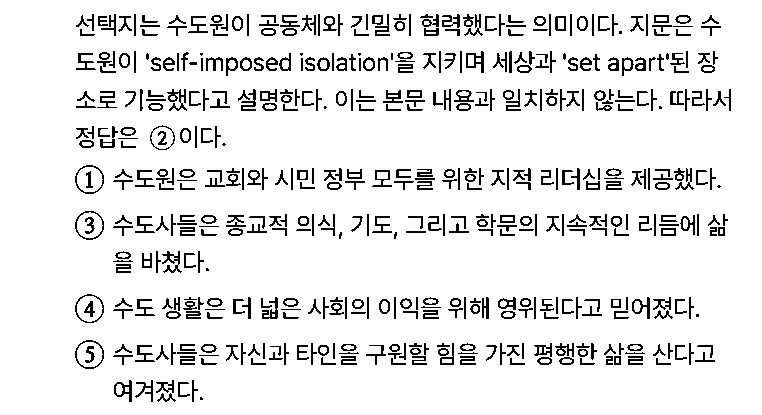 선택지는 수도원이 공동체와 긴밀히 협력했다는 의미이다. 지문은 수
도원이 'self-imposed isolation'을 지키며 세상과 'set apart'된 장
소로 기능했다고 설명한다. 이는 본문 내용과 일치하지 않는다. 따라서
정답은 ②이다.
① 수도원은 교회와 시민 정부 모두를 위한 지적 리더십을 제공했다.
③ 수도사들은 종교적 의식, 기도, 그리고 학문의 지속적인 리듬에 삶
을 바쳤다.
④ 수도 생활은 더 넓은 사회의 이익을 위해 영위된다고 믿어졌다.
⑤ 수도사들은 자신과 타인을 구원할 힘을 가진 평행한 삶을 산다고
여겨졌다.